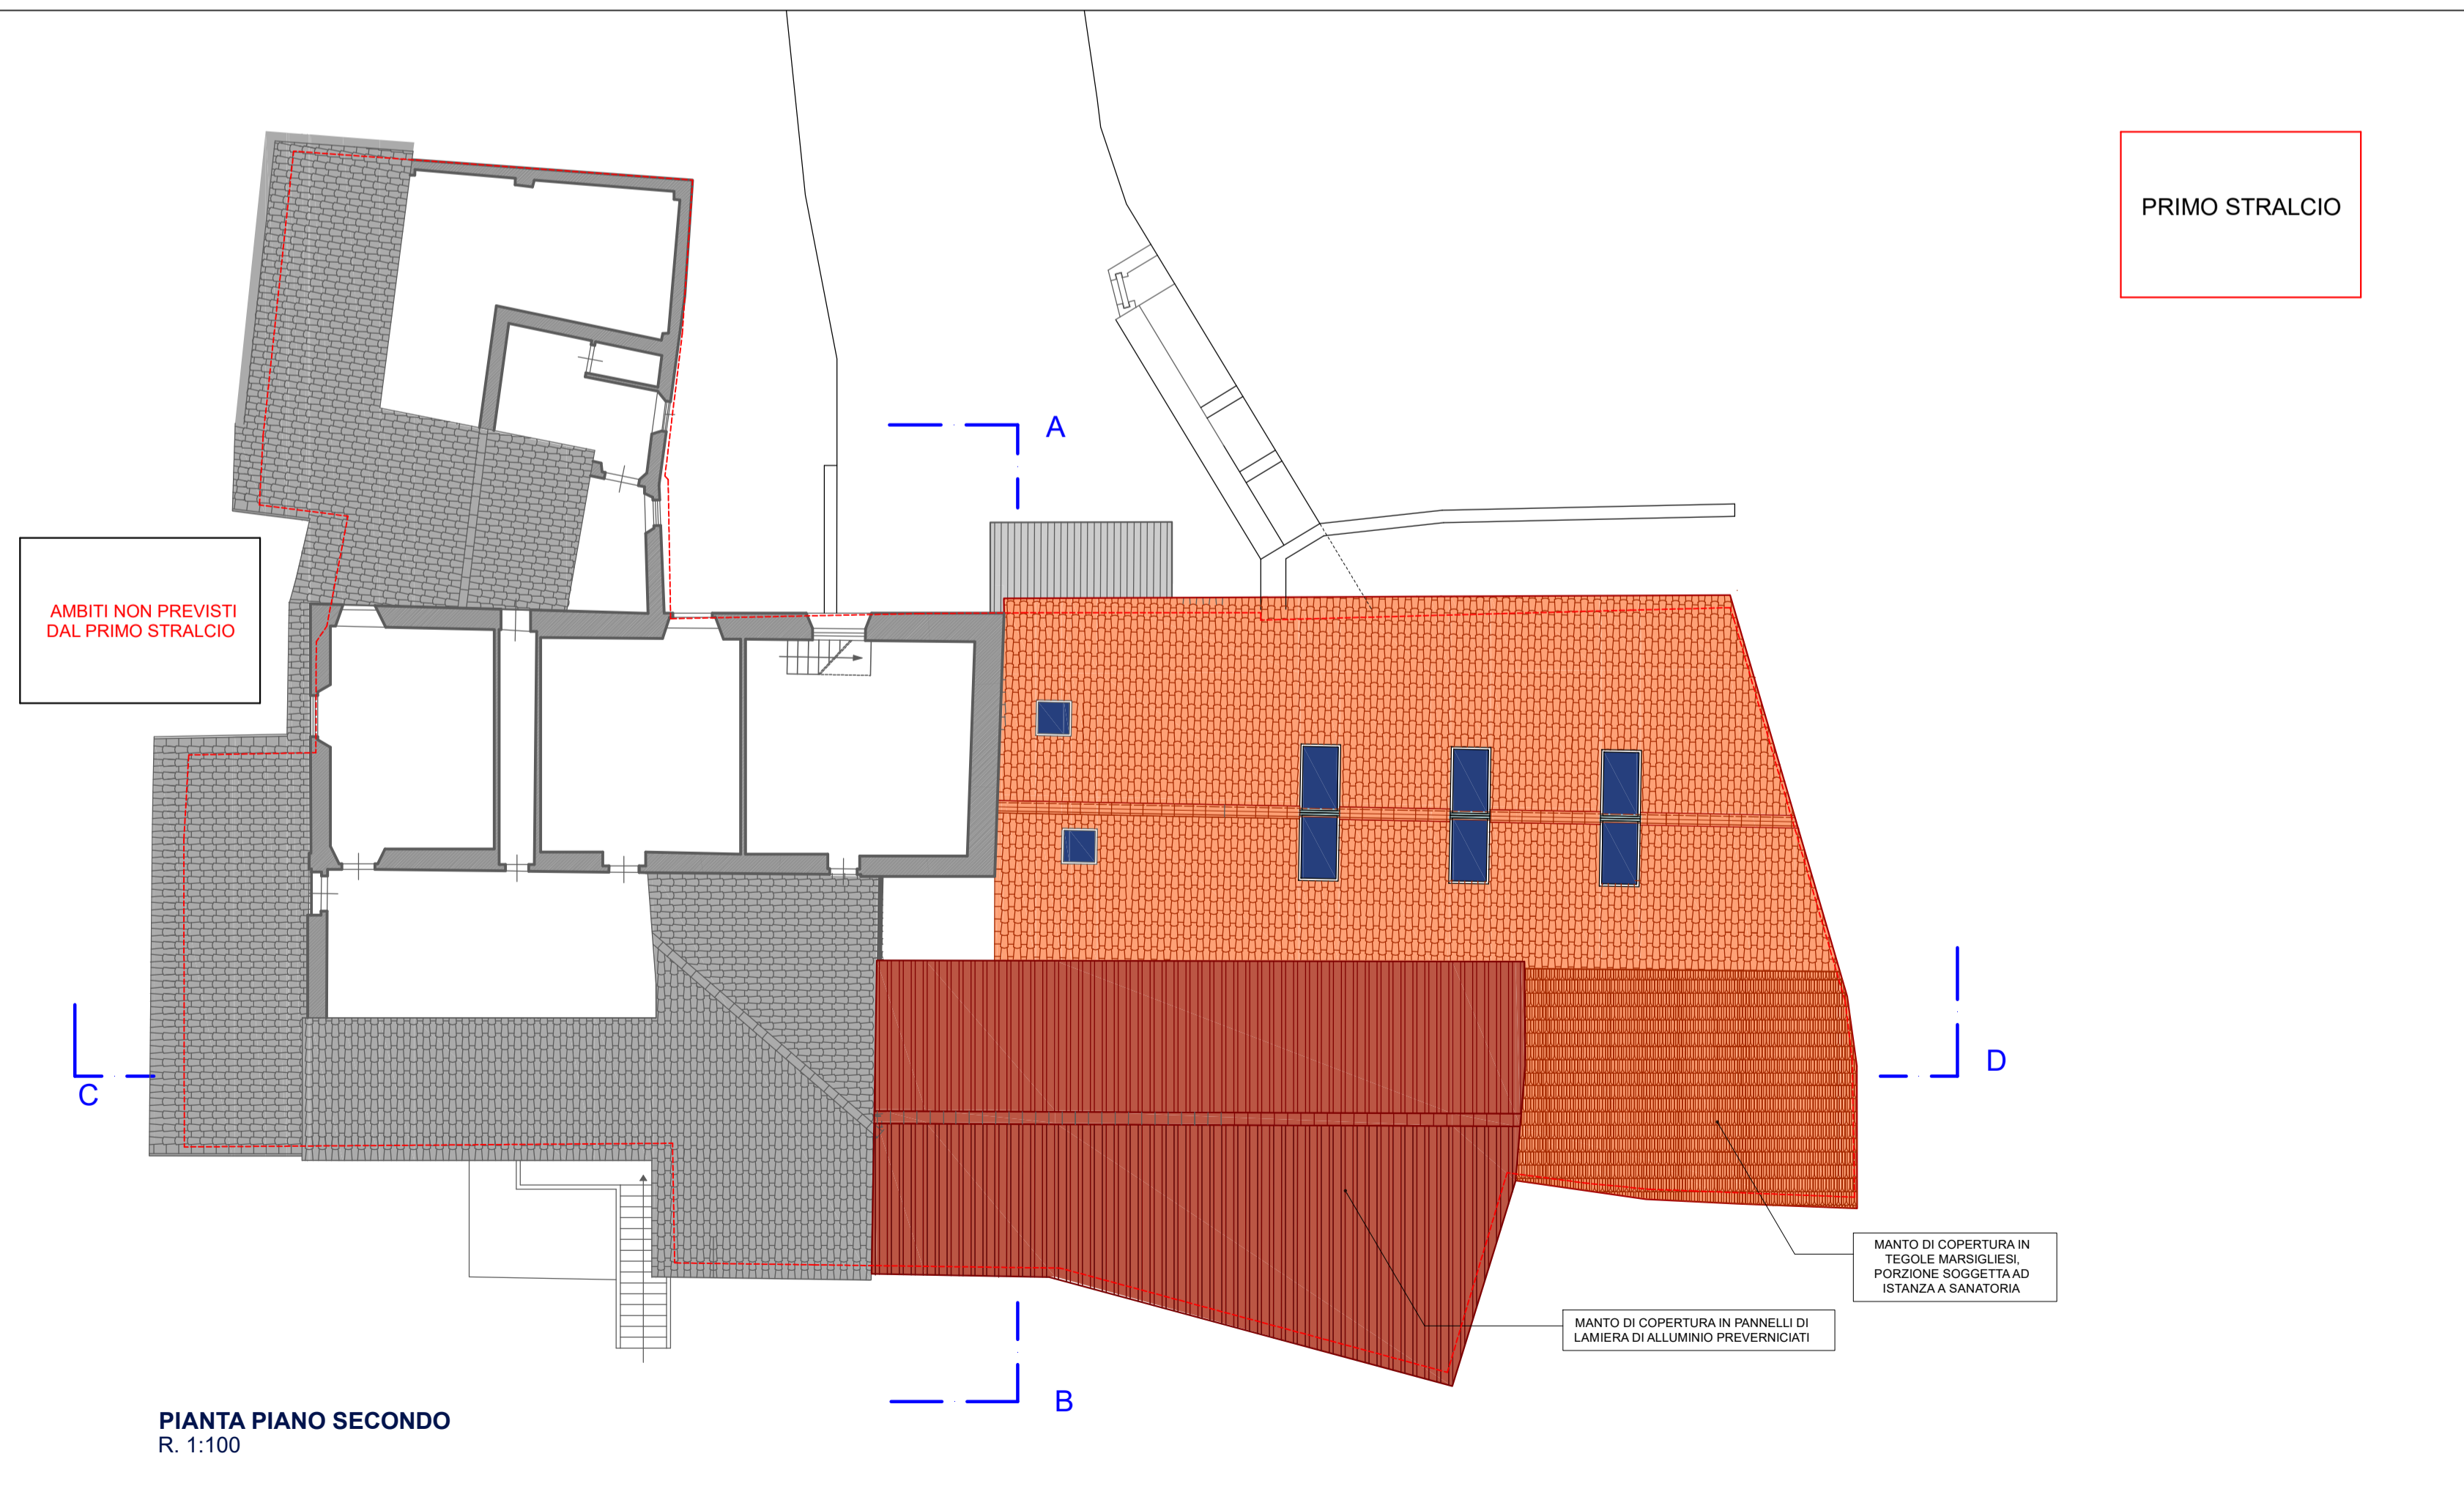 PRIMO STRALCIO
A
AMBITI NON PREVISTI
DAL PRIMO STRALCIO
C
D
MANTO DI COPERTURA IN
TEGOLE MARSIGLIESI,
PORZIONE SOGGETTA AD
ISTANZA A SANATORIA
MANTO DI COPERTURA IN PANNELLI DI
LAMIERA DI ALLUMINIO PREVERNICIATI
B
PIANTA PIANO SECONDO
R. 1:100